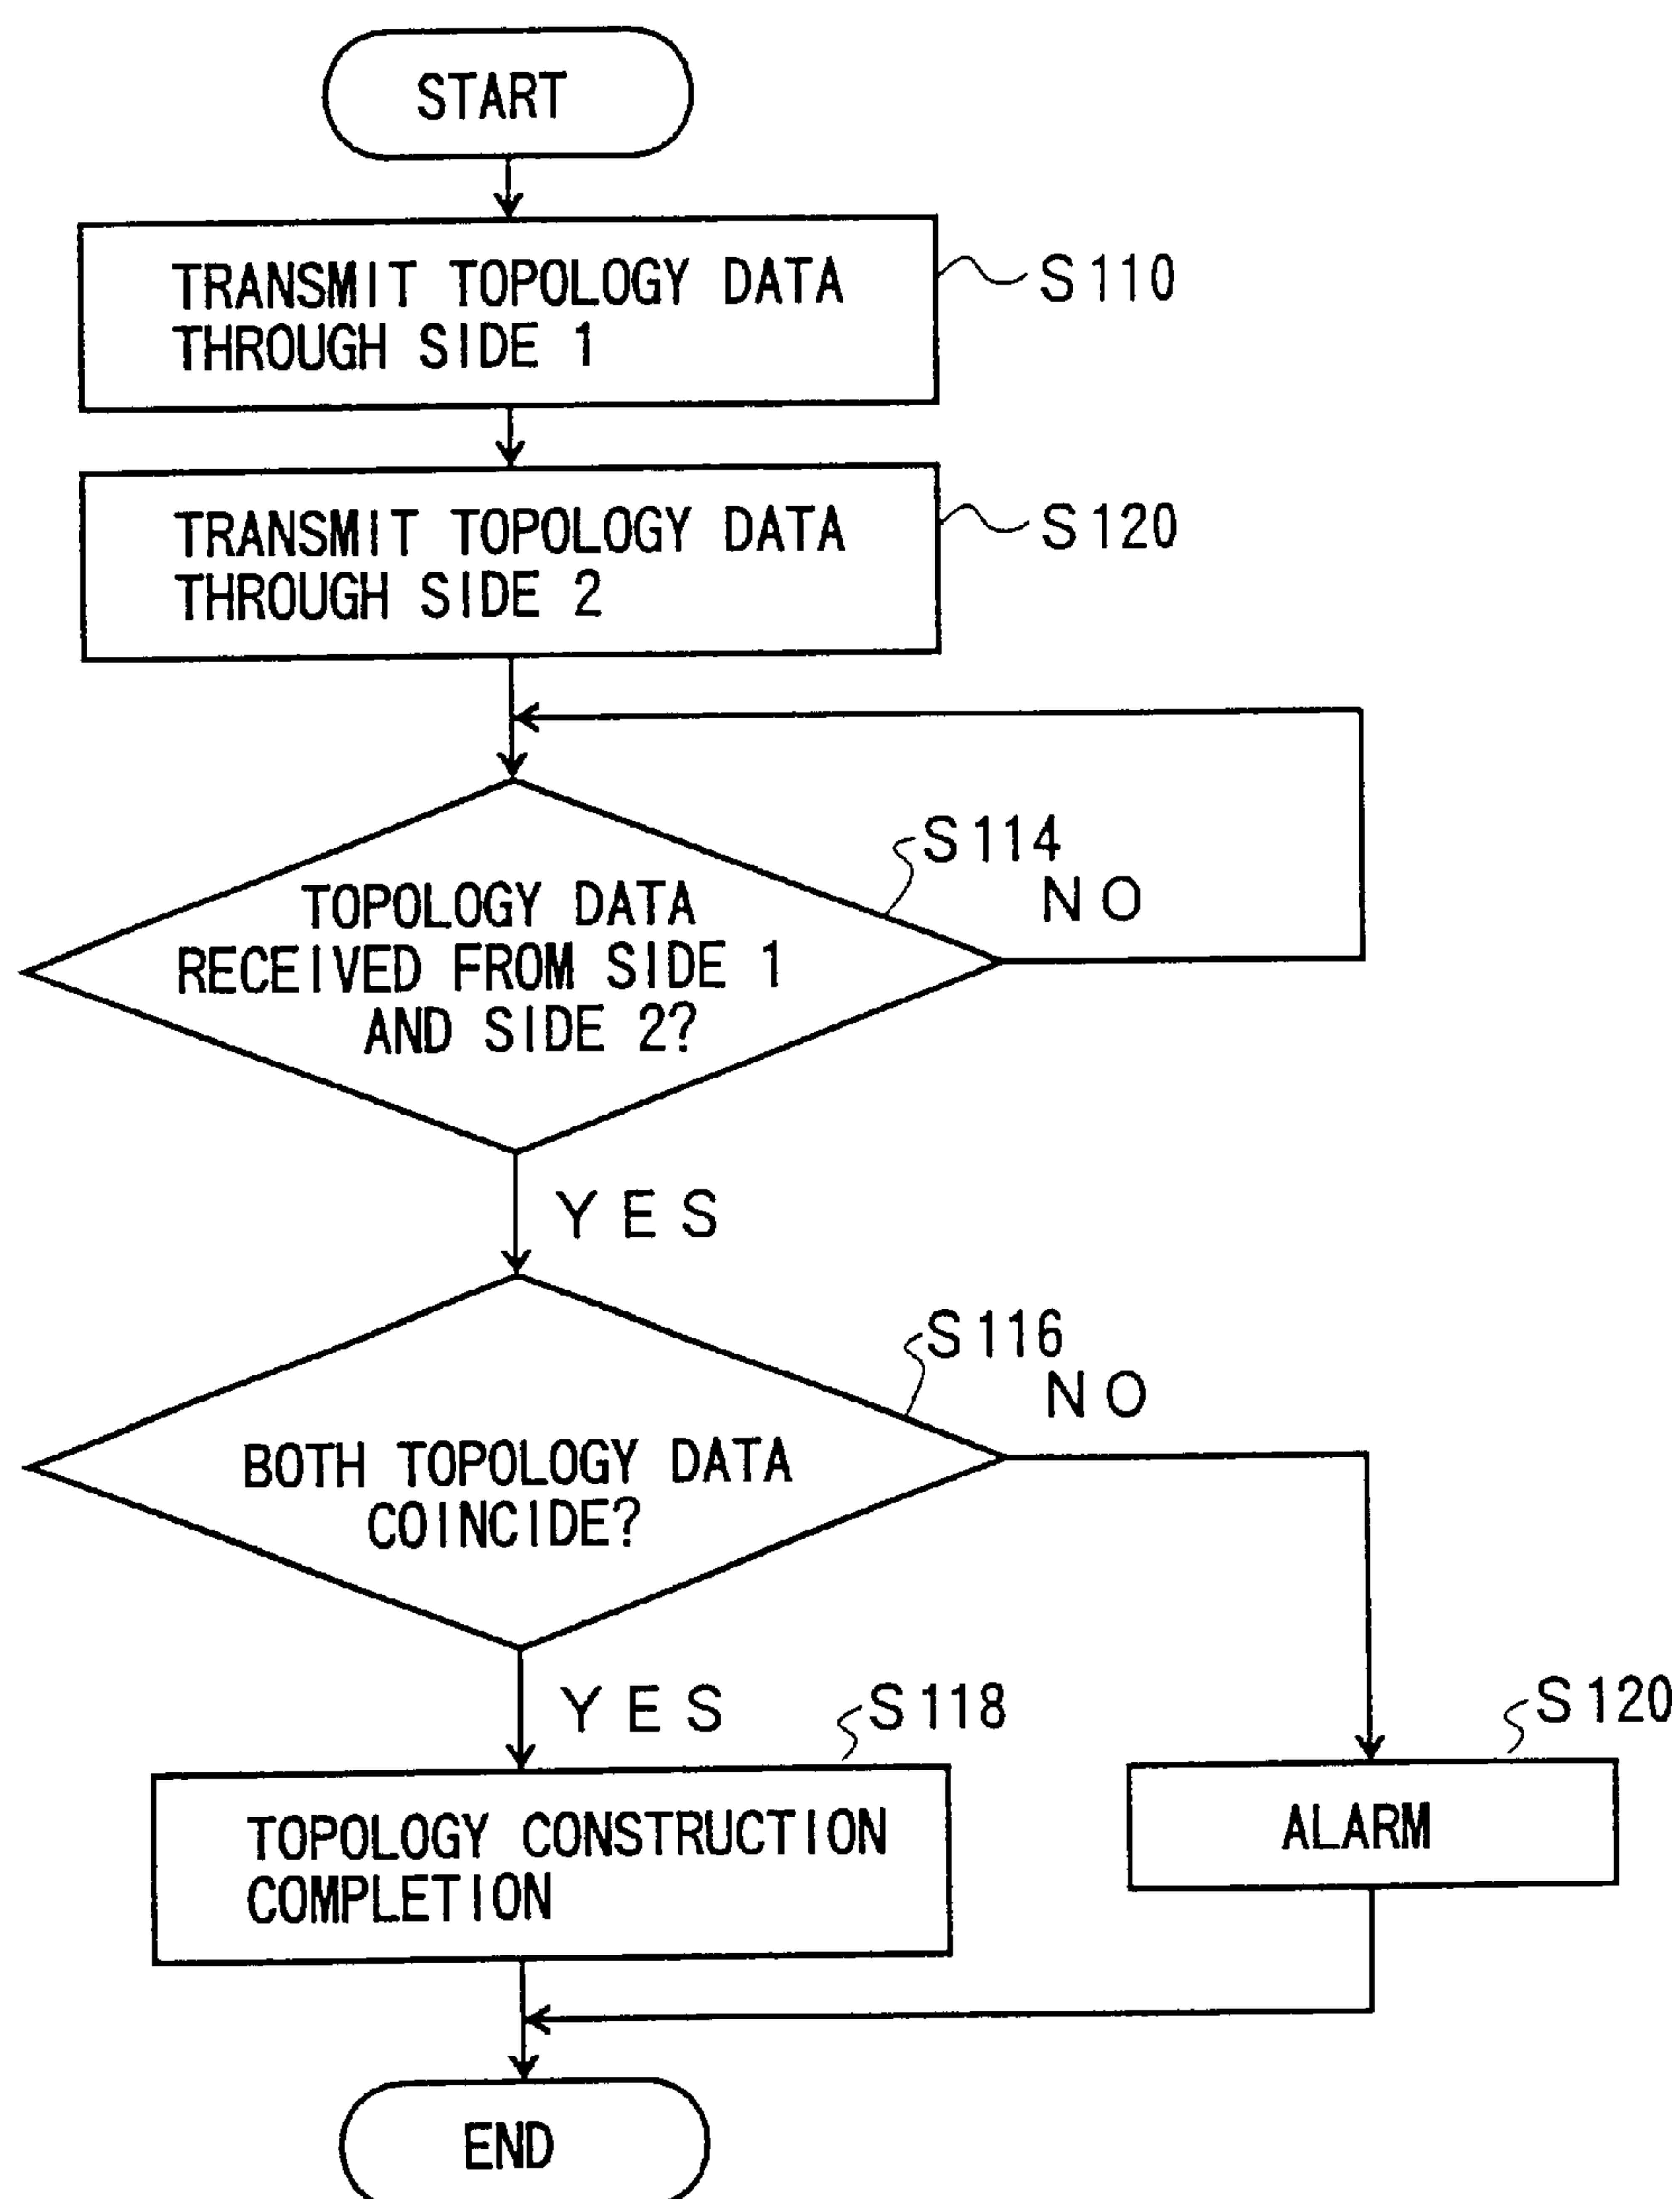 START
TRANSMIT TOPOLOGY DATA
THROUGH SIDE 1
S110
TRANSMIT TOPOLOGY DATA
THROUGH SIDE 2
S120
S114
NO
TOPOLOGY DATA
RECEIVED FROM SIDE 1
AND SIDE 2?
YES
S116
NO
BOTH TOPOLOGY DATA
COINCIDE?
YES
S118
S120
TOPOLOGY CONSTRUCTION
COMPLETION
ALARM
END